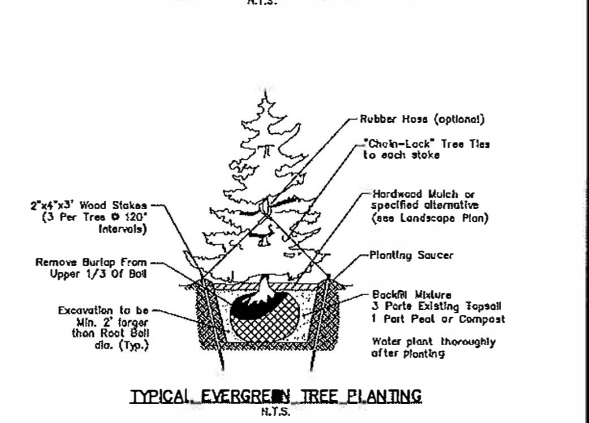 N.T.S.
Rubber Hose (optional)
"Chain-Lock" Tree Ties
to each stake
2"x4"x3' Wood Stakes
(3 Per Tree @ 120°
Intervals)
Hardwood Mulch or
specified alternative
(see Landscape Plan)
Remove Burlap From
Upper 1/3 Of Ball
Planting Saucer
Excavation to be
Min. 2' larger
than Root Ball
dia. (Typ.)
Backfill Mixture
3 Parts Existing Topsoil
1 Part Peat or Compost
Water plant thoroughly
after planting
TYPICAL EVERGREEN TREE PLANTING
N.T.S.